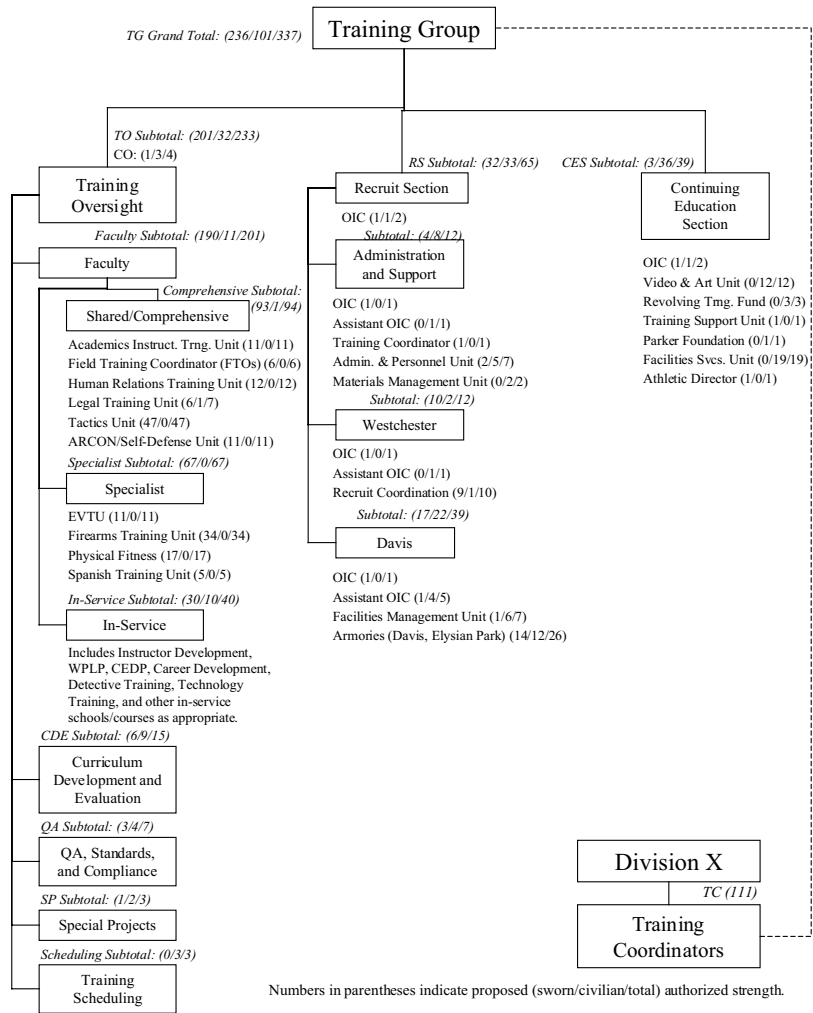 TG Grand Total: (236/101/337)
Training Group
TO Subtotal: (201/32/233)
CO: (1/3/4)
Training
Oversight
Faculty Subtotal: (190/11/201)
Faculty
Comprehensive Subtotal:
(93/1/94)
Shared/Comprehensive
Academics Instruct. Trng. Unit (11/0/11)
Field Training Coordinator (FTOs) (6/0/6)
Human Relations Training Unit (12/0/12)
Legal Training Unit (6/1/7)
Tactics Unit (47/0/47)
ARCON/Self-Defense Unit (11/0/11)
Specialist Subtotal: (67/0/67)
Specialist
EVTU (11/0/11)
Firearms Training Unit (34/0/34)
Physical Fitness (17/0/17)
Spanish Training Unit (5/0/5)
In-Service Subtotal: (30/10/40)
In-Service
Includes Instructor Development,
WPLP, CEDP, Career Development,
Detective Training, Technology
Training, and other in-service
schools/courses as appropriate.
CDE Subtotal: (6/9/15)
Curriculum
Development and
Evaluation
QA Subtotal: (3/4/7)
QA, Standards,
and Compliance
SP Subtotal: (1/2/3)
Special Projects
Scheduling Subtotal: (0/3/3)
Training
Scheduling
RS Subtotal: (32/33/65)
Recruit Section
OIC (1/1/2)
Subtotal: (4/8/12)
Administration
and Support
OIC (1/0/1)
Assistant OIC (0/1/1)
Training Coordinator (1/0/1)
Admin. & Personnel Unit (2/5/7)
Materials Management Unit (0/2/2)
Subtotal: (10/2/12)
Westchester
OIC (1/0/1)
Assistant OIC (0/1/1)
Recruit Coordination (9/1/10)
Subtotal: (17/22/39)
Davis
OIC (1/0/1)
Assistant OIC (1/4/5)
Facilities Management Unit (1/6/7)
Armories (Davis, Elysian Park) (14/12/26)
CES Subtotal: (3/36/39)
Continuing
Education
Section
OIC (1/1/2)
Video & Art Unit (0/12/12)
Revolving Tmg. Fund (0/3/3)
Training Support Unit (1/0/1)
Parker Foundation (0/1/1)
Facilities Svcs. Unit (0/19/19)
Athletic Director (1/0/1)
Division X
TC (111)
Training
Coordinators
Numbers in parentheses indicate proposed (sworn/civilian/total) authorized strength.